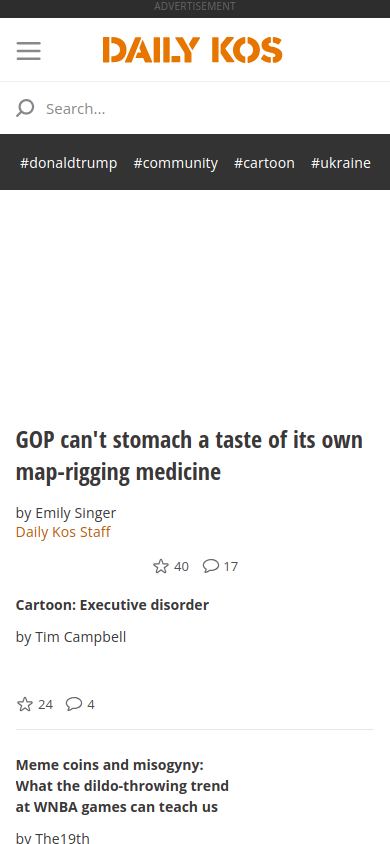 ADVERTISEMENT
DAILY KOS
Search...
#donaldtrump #community #cartoon #ukraine
GOP can't stomach a taste of its own
map-rigging medicine
by Emily Singer
Daily Kos Staff
40 17
Cartoon: Executive disorder
by Tim Campbell
24 4
Meme coins and misogyny:
What the dildo-throwing trend
at WNBA games can teach us
by The19th